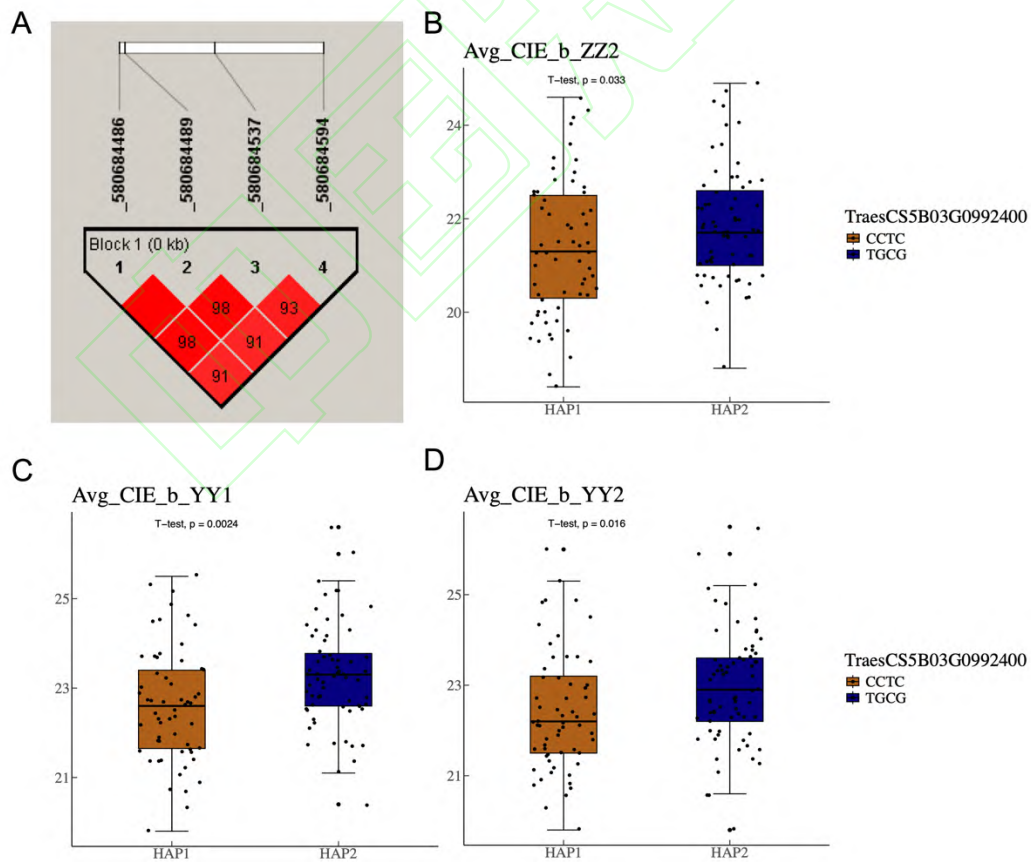 A
580684486
580684489
580684537
580684594
Block 1 (0 kb)
1 2 3 4
98 93
98 91
91
B
Avg_CIE_b_ZZ2
T-test, p = 0.033
24
22
20
HAP1 HAP2
TraesCS5B03G0992400
CCTC
TGCG
C
Avg_CIE_b_YY1
T-test, p = 0.0024
25
23
21
HAP1 HAP2
D
Avg_CIE_b_YY2
T-test, p = 0.016
25
23
21
HAP1 HAP2
TraesCS5B03G0992400
CCTC
TGCG